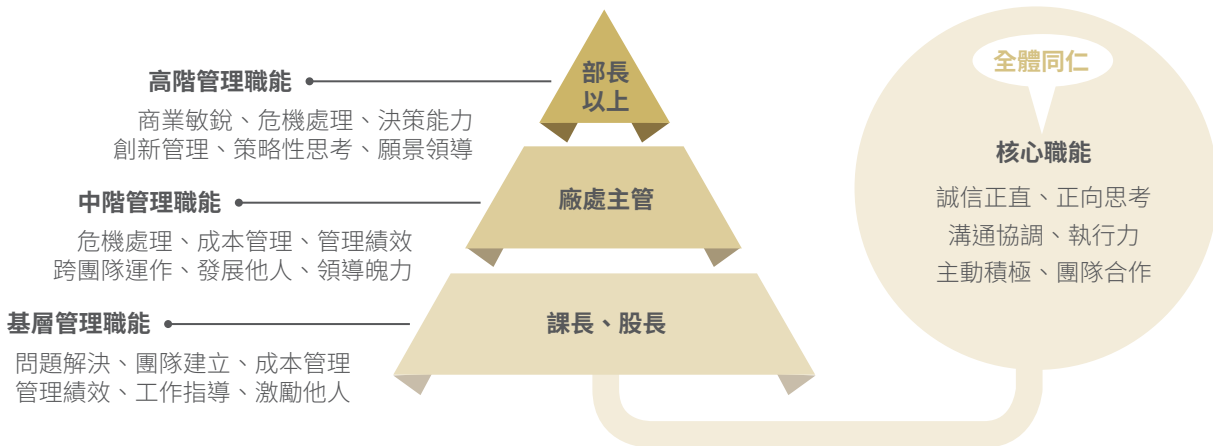 高階管理職能
商業敏銳、危機處理、決策能力
創新管理、策略性思考、願景領導
部長
以上
中階管理職能
危機處理、成本管理、管理績效
跨團隊運作、發展他人、領導魄力
廠處主管
基層管理職能
問題解決、團隊建立、成本管理
管理績效、工作指導、激勵他人
課長、股長
全體同仁
核心職能
誠信正直、正向思考
溝通協調、執行力
主動積極、團隊合作